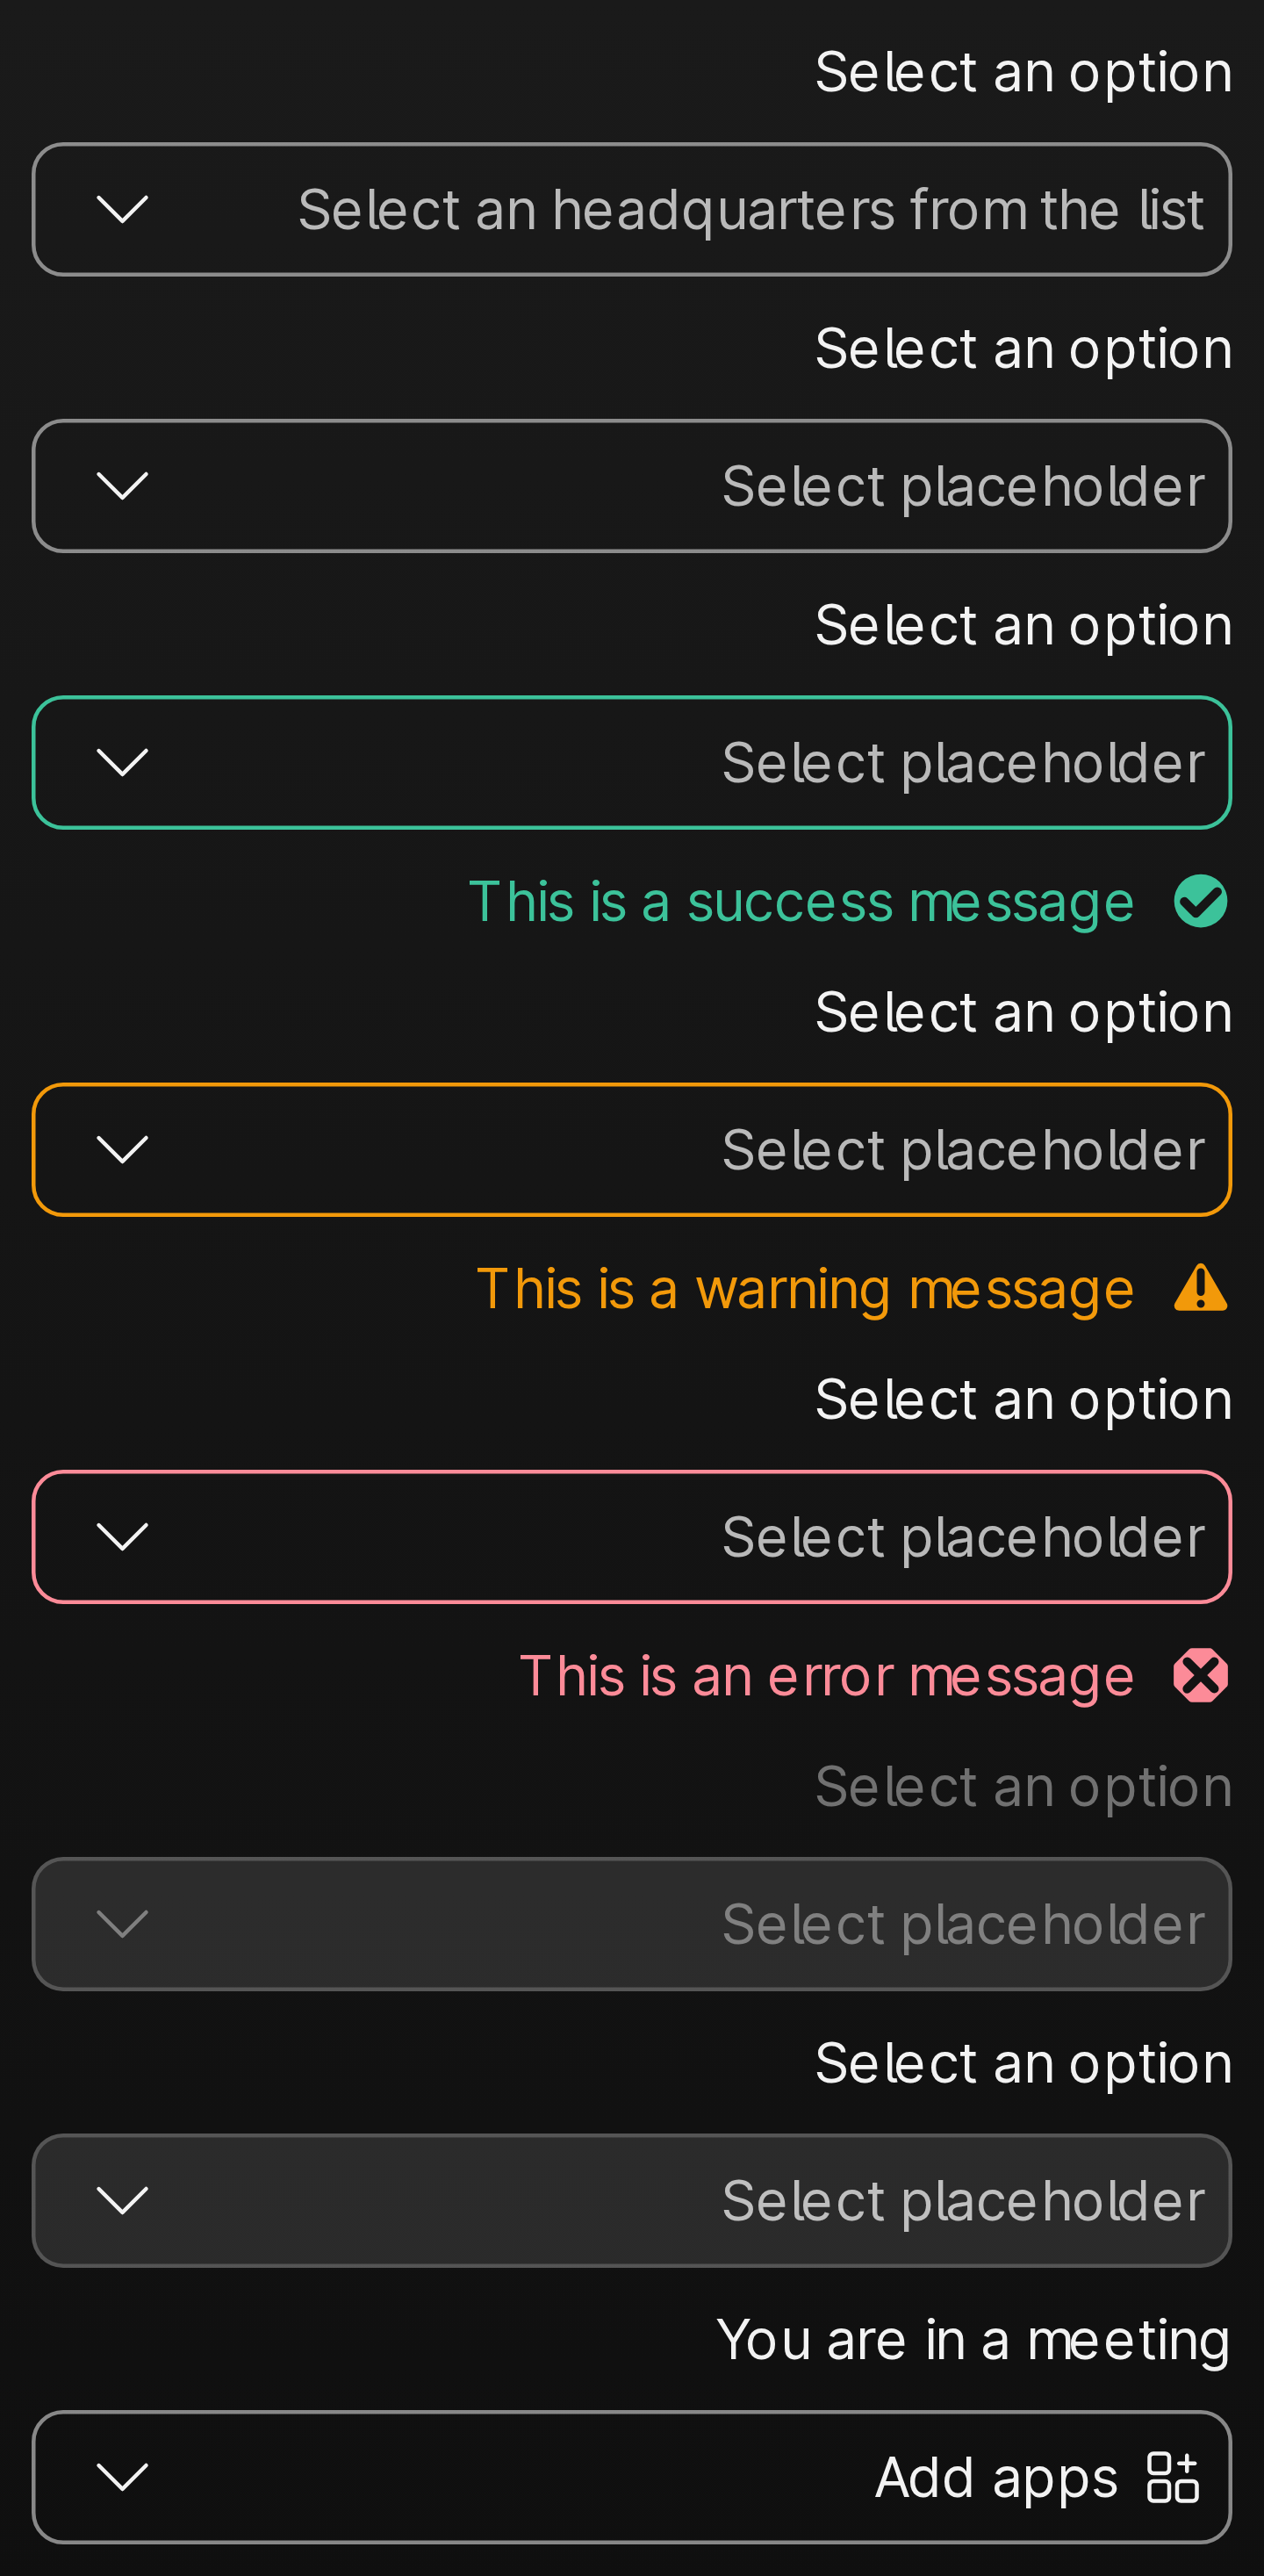 Select an option
Select an headquarters from the list
Select an option
Select placeholder
Select an option
Select placeholder
This is a success message
Select an option
Select placeholder
This is a warning message
Select an option
Select placeholder
This is an error message
Select an option
Select placeholder
Select an option
Select placeholder
You are in a meeting
Add apps